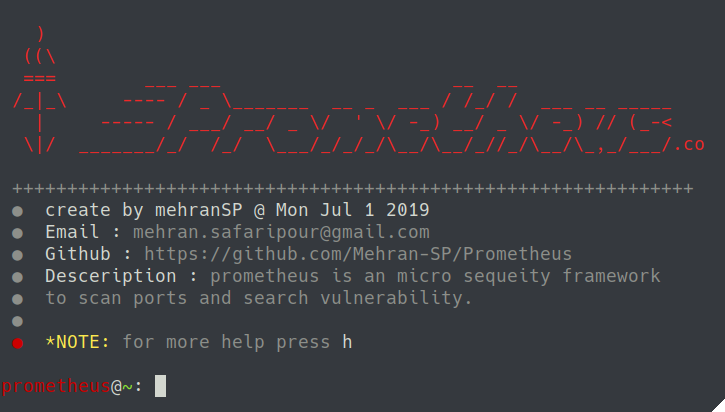 Prometheus.co
create by mehranSP @ Mon Jul 1 2019
Email : mehran.safaripour@gmail.com
Github : https://github.com/Mehran-SP/Prometheus
Desceription : prometheus is an micro sequeity framework
to scan ports and search vulnerability.
*NOTE: for more help press h
prometheus@~: